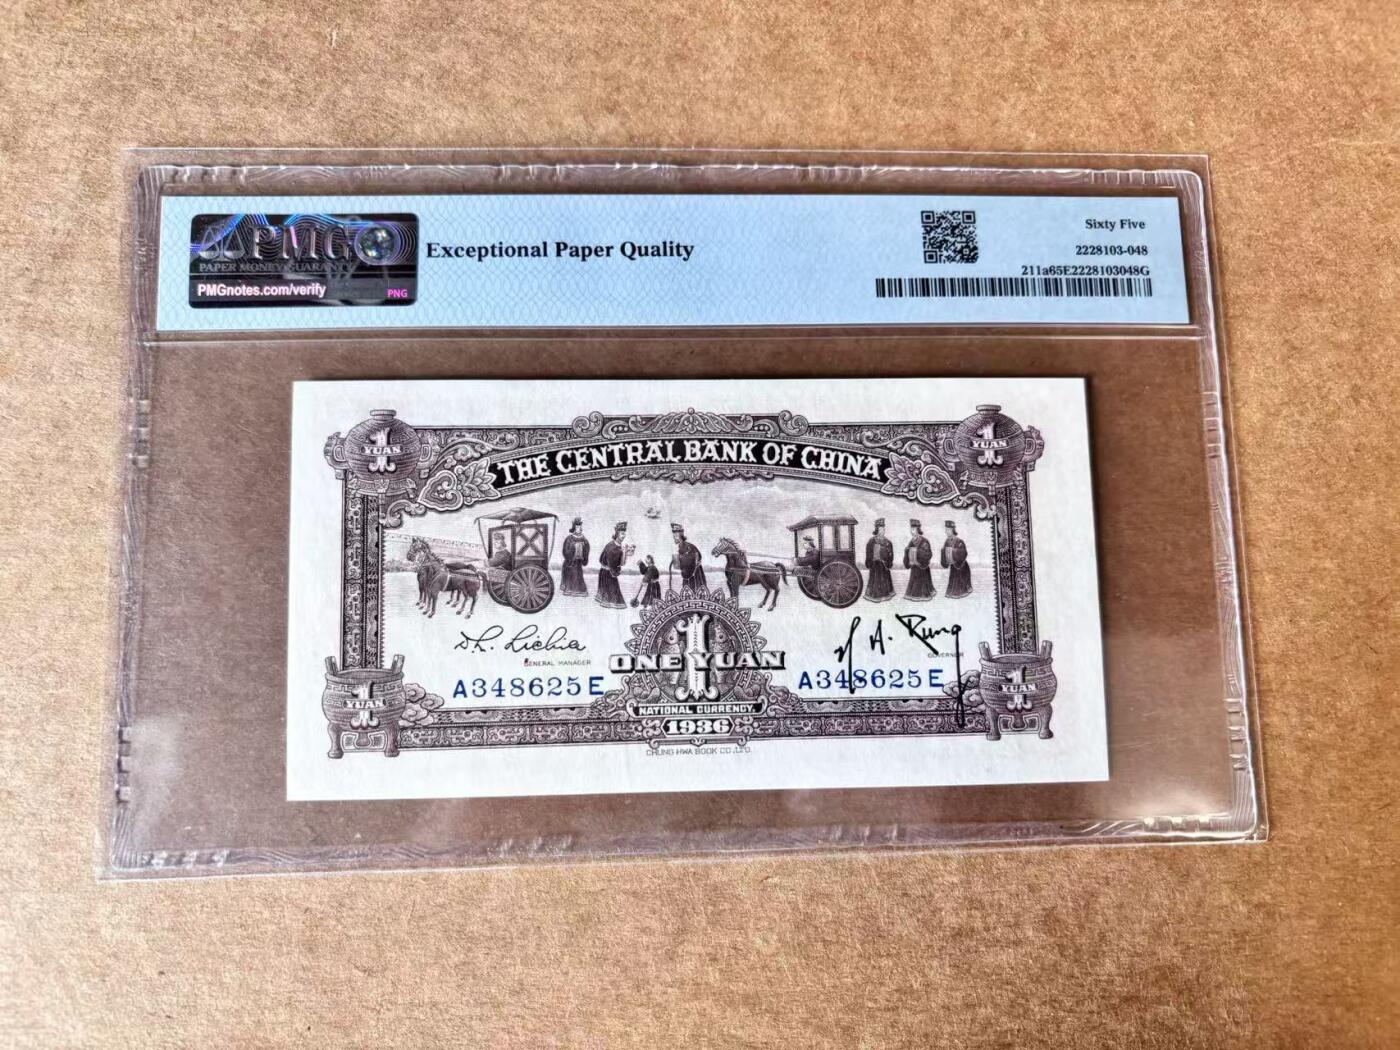 PMG
PAPER MONEY GUARANTY
PMGnotes.com/verify
PNG
Exceptional Paper Quality
Sixty Five
2228103-048
211a65E2228103048G
THE CENTRAL BANK OF CHINA
1
YUAN
1
YUAN
GENERAL MANAGER
GOVERNOR
1
ONE YUAN
A348625E
A348625E
1
YUAN
1
YUAN
NATIONAL CURRENCY.
1936
CHUNG HWA BOOK CO.,LTD.